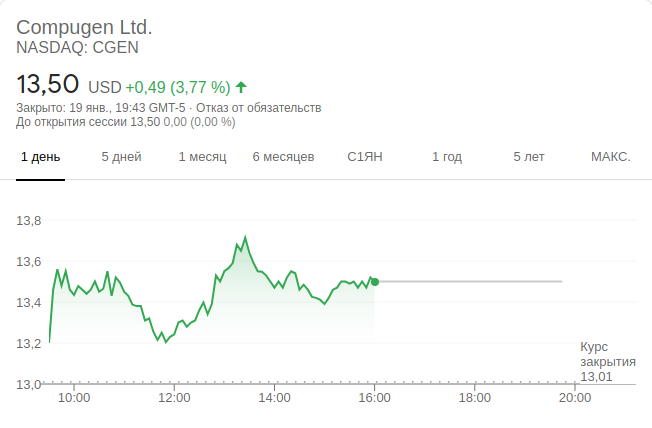 Compugen Ltd.
NASDAQ: CGEN
13,50 USD +0,49 (3,77 %)
Закрыто: 19 янв., 19:43 GMT-5 · Отказ от обязательств
До открытия сессии 13,50 0,00 (0,00 %)
1 день 5 дней 1 месяц 6 месяцев С1ЯН 1 год 5 лет МАКС.
13,8
13,6
13,4
13,2
Курс
закрытия
13,01
13,0
10:00 12:00 14:00 16:00 18:00 20:00